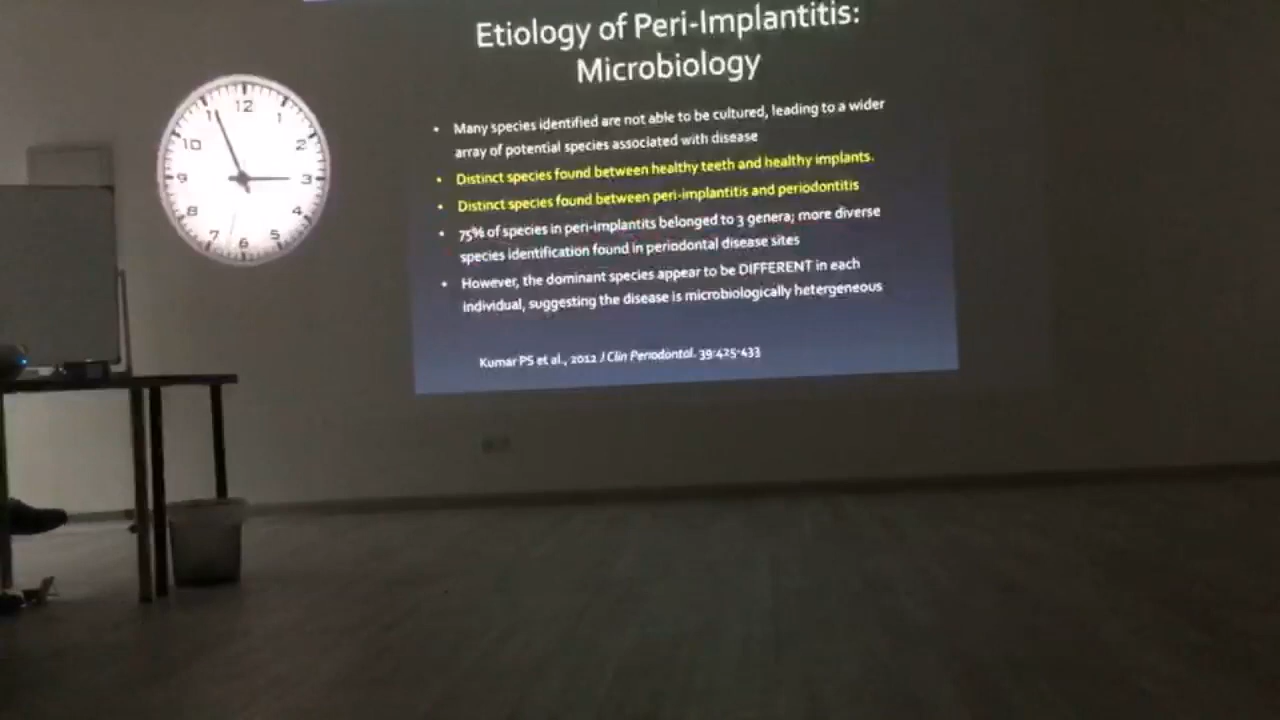 Etiology of Peri-Implantitis:
Microbiology
• Many species identified are not able to be cultured, leading to a wider
array of potential species associated with disease
• Distinct species found between healthy teeth and healthy implants.
• Distinct species found between peri-implantitis and periodontitis
• 75% of species in peri-implantits belonged to 3 genera; more diverse
species identification found in periodontal disease sites
• However, the dominant species appear to be DIFFERENT in each
individual, suggesting the disease is microbiologically hetergeneous
Kumar PS et al., 2012 J Clin Periodontol. 39:425-433
12
1
2
3
4
5
6
7
8
9
10
11